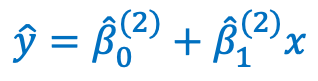 ŷ = β̂₀⁽²⁾ + β̂₁⁽²⁾x